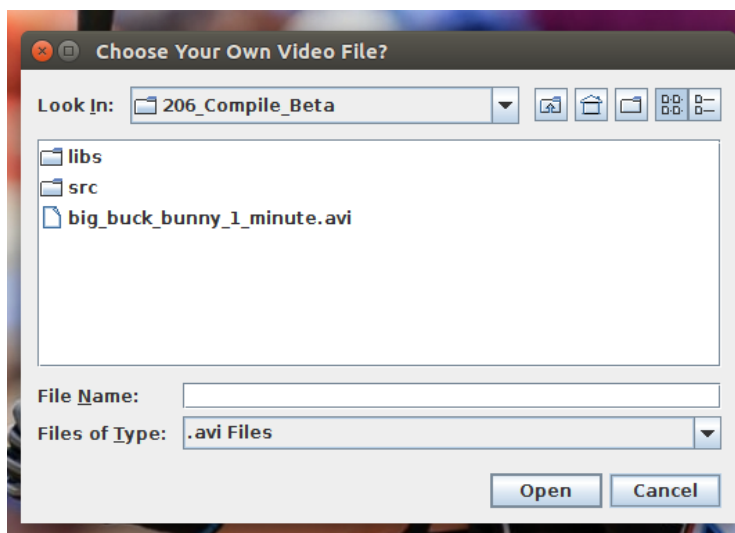 Choose Your Own Video File?
Look In: 206_Compile_Beta
libs
src
big_buck_bunny_1_minute.avi
File Name:
Files of Type: .avi Files
Open Cancel